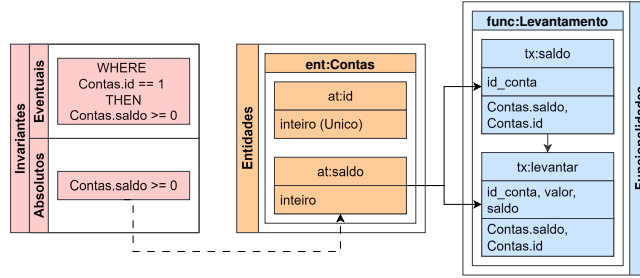 Invariantes
Eventuais
WHERE
Contas.id == 1
THEN
Contas.saldo >= 0
Absolutos
Contas.saldo >= 0
Entidades
ent:Contas
at:id
inteiro (Unico)
at:saldo
inteiro
func:Levantamento
tx:saldo
id_conta
Contas.saldo,
Contas.id
tx:levantar
id_conta, valor,
saldo
Contas.saldo,
Contas.id
Funcionalidades